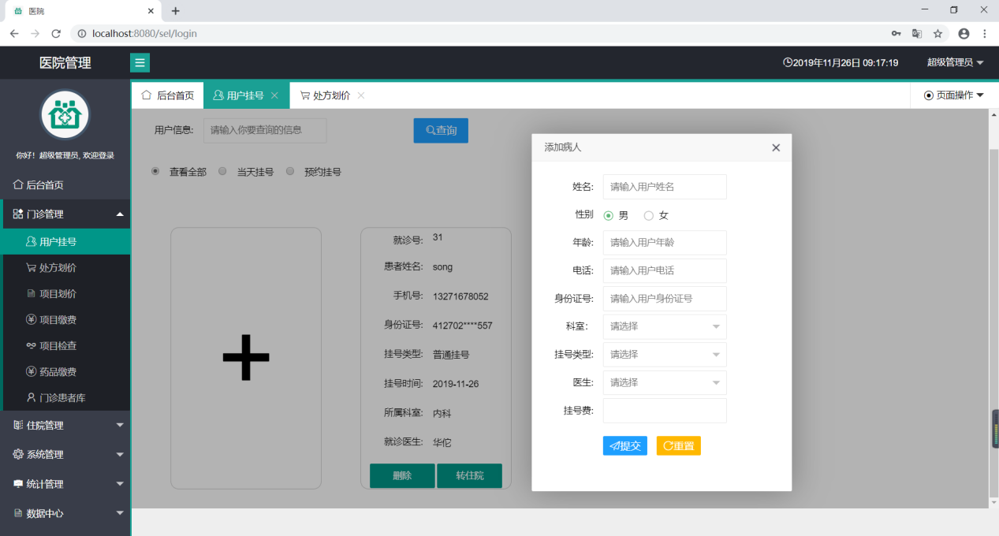 医院
localhost:8080/sel/login
医院管理
2019年11月26日 09:17:19
超级管理员
后台首页
用户挂号
处方划价
页面操作
你好！超级管理员, 欢迎登录
后台首页
门诊管理
用户挂号
处方划价
项目划价
项目缴费
项目检查
药品缴费
门诊患者库
住院管理
系统管理
统计管理
数据中心
用户信息:
请输入你要查询的信息
查询
查看全部
当天挂号
预约挂号
就诊号: 31
患者姓名: song
手机号: 13271678052
身份证号: 412702****557
挂号类型: 普通挂号
挂号时间: 2019-11-26
所属科室: 内科
就诊医生: 华佗
删除
转住院
添加病人
姓名: 请输入用户姓名
性别 男 女
年龄: 请输入用户年龄
电话: 请输入用户电话
身份证号: 请输入用户身份证号
科室: 请选择
挂号类型: 请选择
医生: 请选择
挂号费:
提交
重置